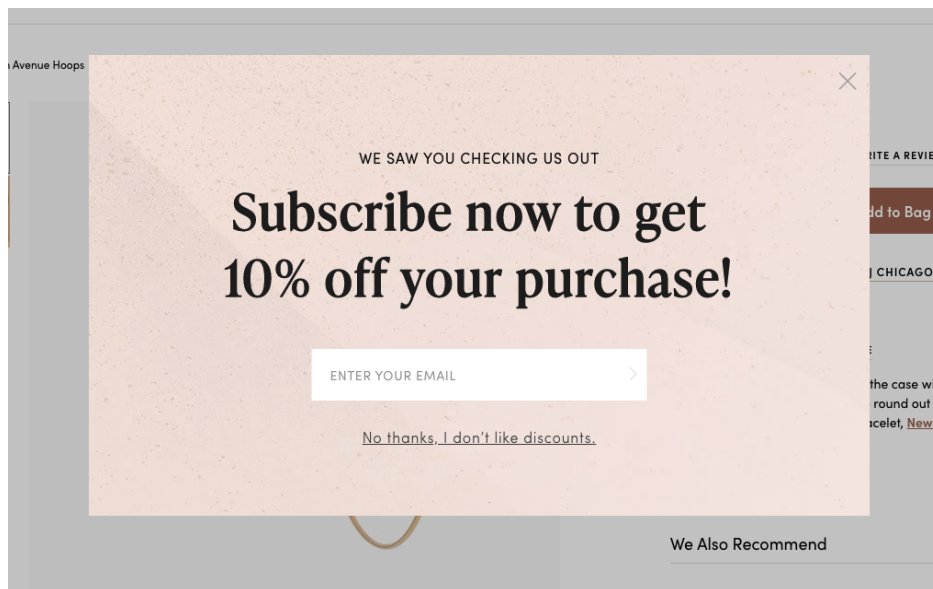 Avenue Hoops
WE SAW YOU CHECKING US OUT
Subscribe now to get
10% off your purchase!
ENTER YOUR EMAIL
No thanks, I don't like discounts.
RITE A REVIE
dd to Bag
J CHICAGO
the case wi
round out
acelet, New
We Also Recommend